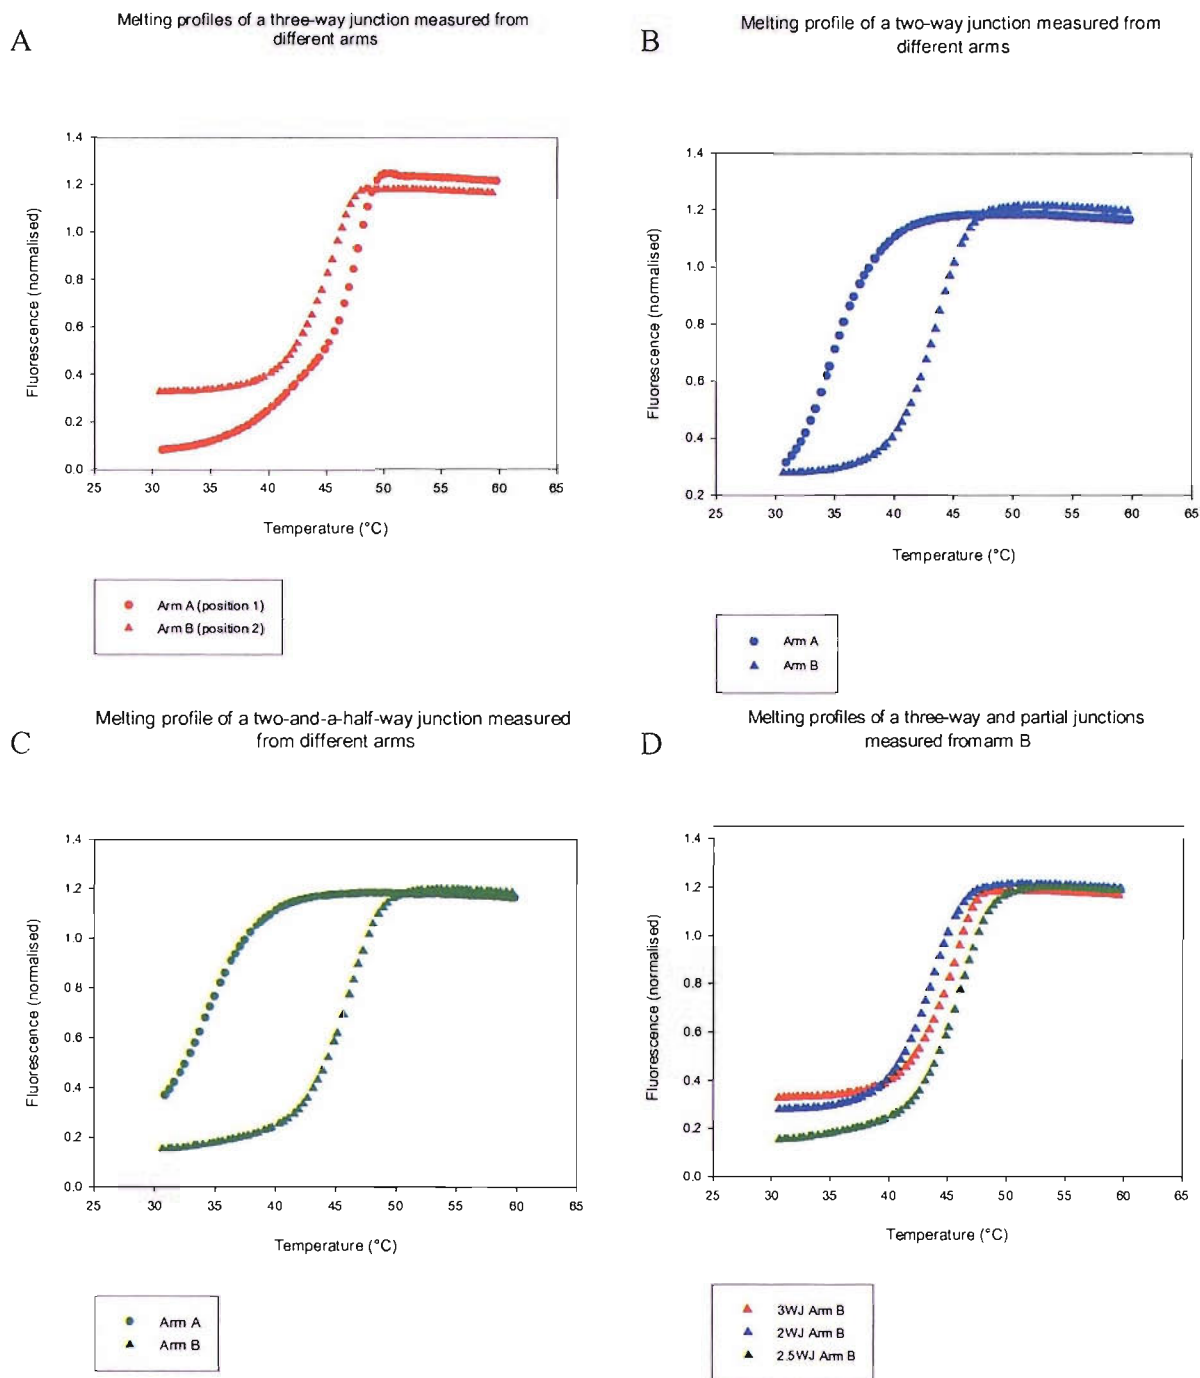 A
Melting profiles of a three-way junction measured from
different arms
Fluorescence (normalised)
1.4
1.2
1.0
0.8
0.6
0.4
0.2
0.0
25 30 35 40 45 50 55 60 65
Temperature (°C)
Arm A (position 1)
Arm B (position 2)
B
Melting profile of a two-way junction measured from
different arms
Fluorescence (normalised)
1.4
1.2
1.0
0.8
0.6
0.4
0.2
25 30 35 40 45 50 55 60 65
Temperature (°C)
Arm A
Arm B
C
Melting profile of a two-and-a-half-way junction measured
from different arms
Fluorescence (normalised)
1.4
1.2
1.0
0.8
0.6
0.4
0.2
0.0
25 30 35 40 45 50 55 60 65
Temperature (°C)
Arm A
Arm B
D
Melting profiles of a three-way and partial junctions
measured from arm B
Fluorescence (normalised)
1.4
1.2
1.0
0.8
0.6
0.4
0.2
0.0
25 30 35 40 45 50 55 60 65
Temperature (°C)
3WJ Arm B
2WJ Arm B
2.5WJ Arm B